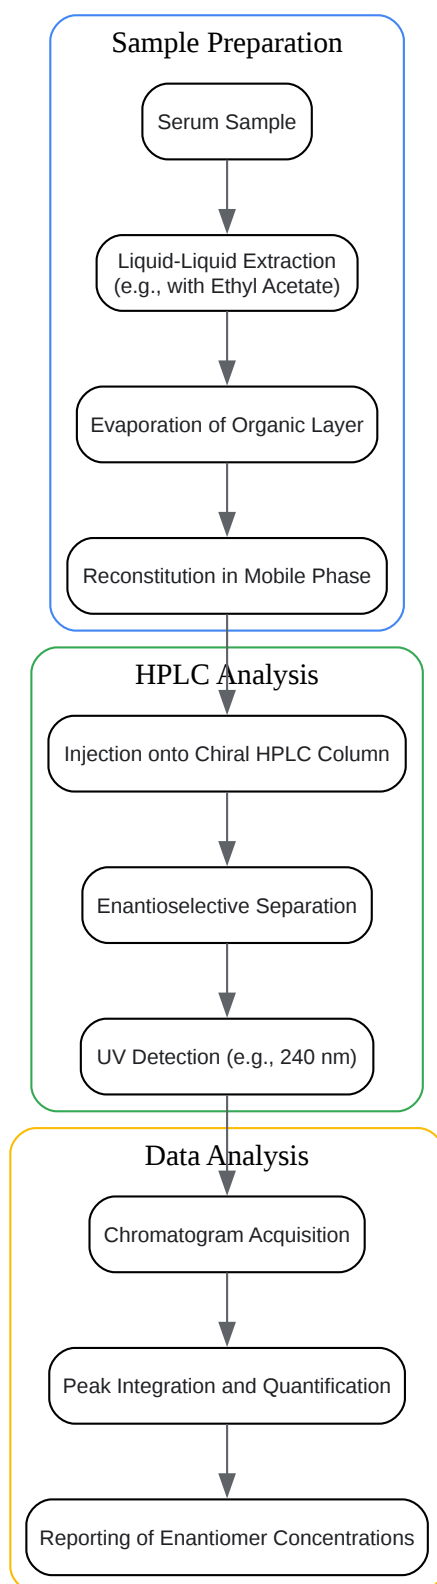 Sample Preparation
Serum Sample
Liquid-Liquid Extraction
(e.g., with Ethyl Acetate)
Evaporation of Organic Layer
Reconstitution in Mobile Phase
HPLC Analysis
Injection onto Chiral HPLC Column
Enantioselective Separation
UV Detection (e.g., 240 nm)
Data Analysis
Chromatogram Acquisition
Peak Integration and Quantification
Reporting of Enantiomer Concentrations